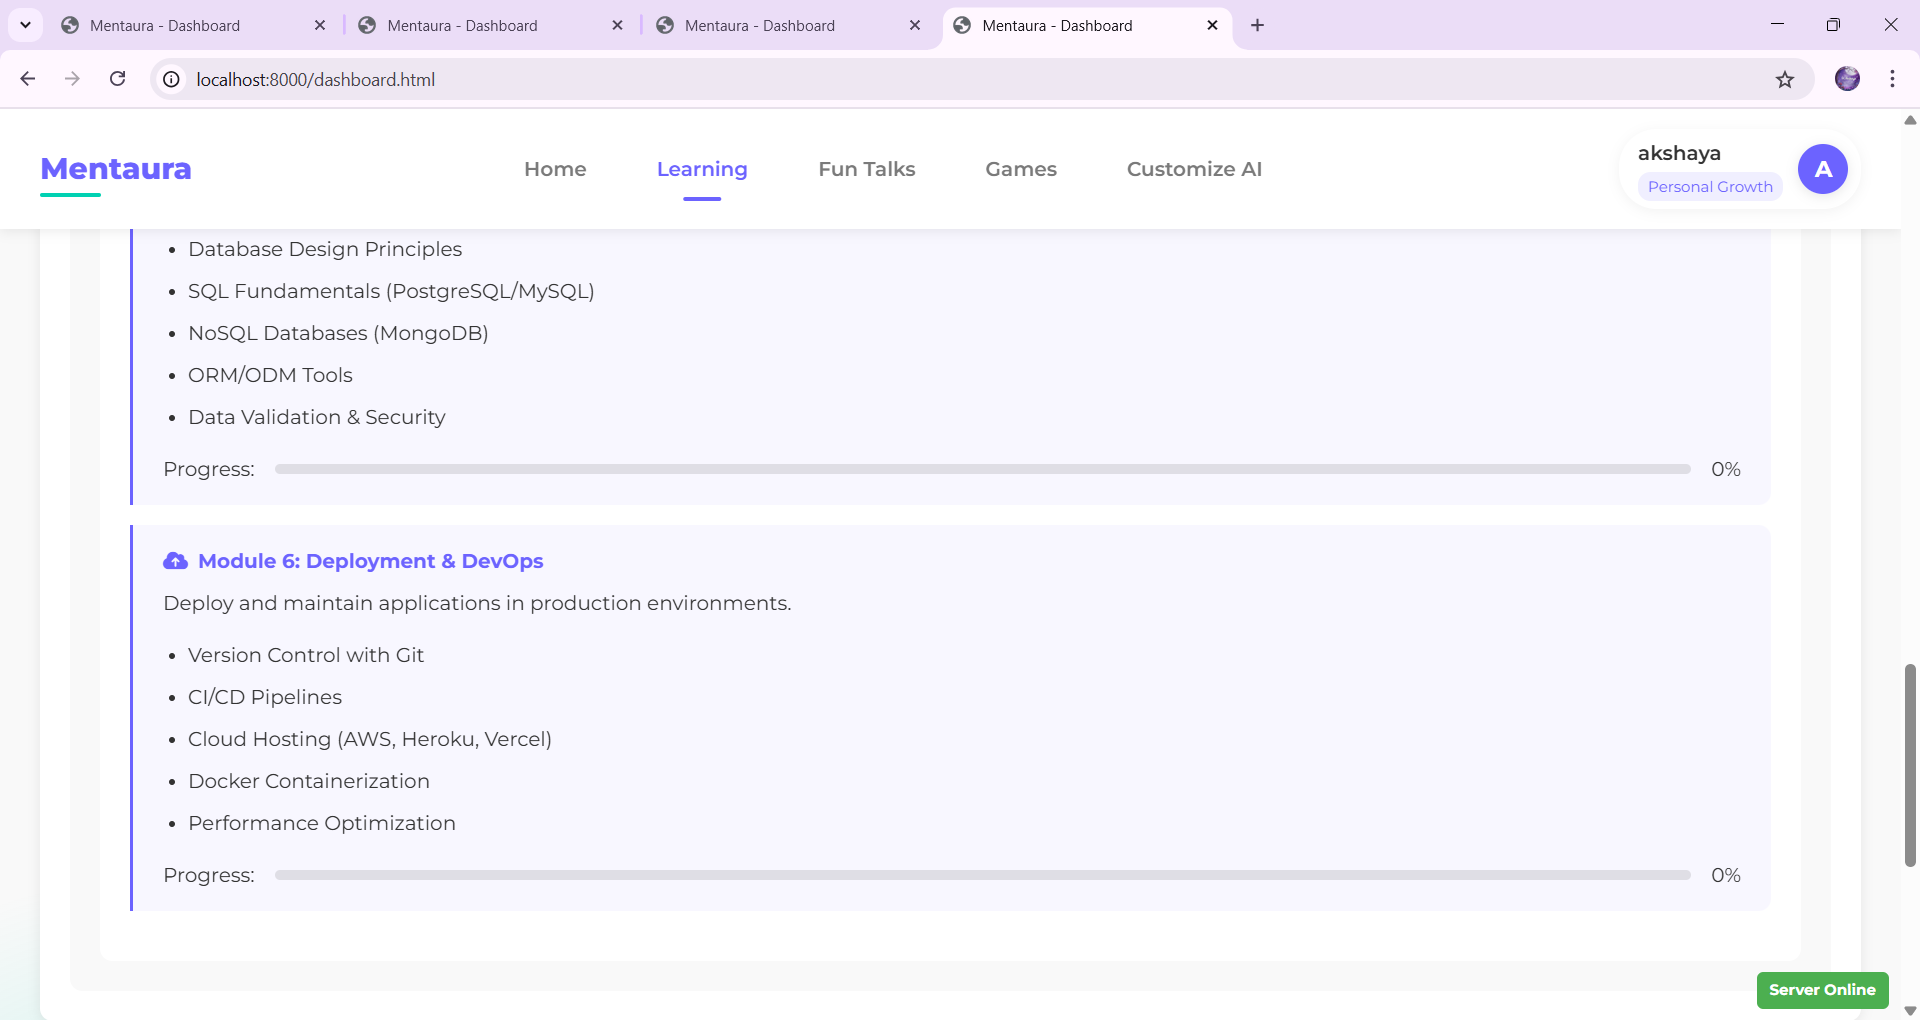 Mentaura - Dashboard
Mentaura - Dashboard
Mentaura - Dashboard
Mentaura - Dashboard
localhost:8000/dashboard.html
Mentaura
Home
Learning
Fun Talks
Games
Customize AI
akshaya
Personal Growth
A
• Database Design Principles
• SQL Fundamentals (PostgreSQL/MySQL)
• NoSQL Databases (MongoDB)
• ORM/ODM Tools
• Data Validation & Security
Progress: 0%
Module 6: Deployment & DevOps
Deploy and maintain applications in production environments.
• Version Control with Git
• CI/CD Pipelines
• Cloud Hosting (AWS, Heroku, Vercel)
• Docker Containerization
• Performance Optimization
Progress: 0%
Server Online